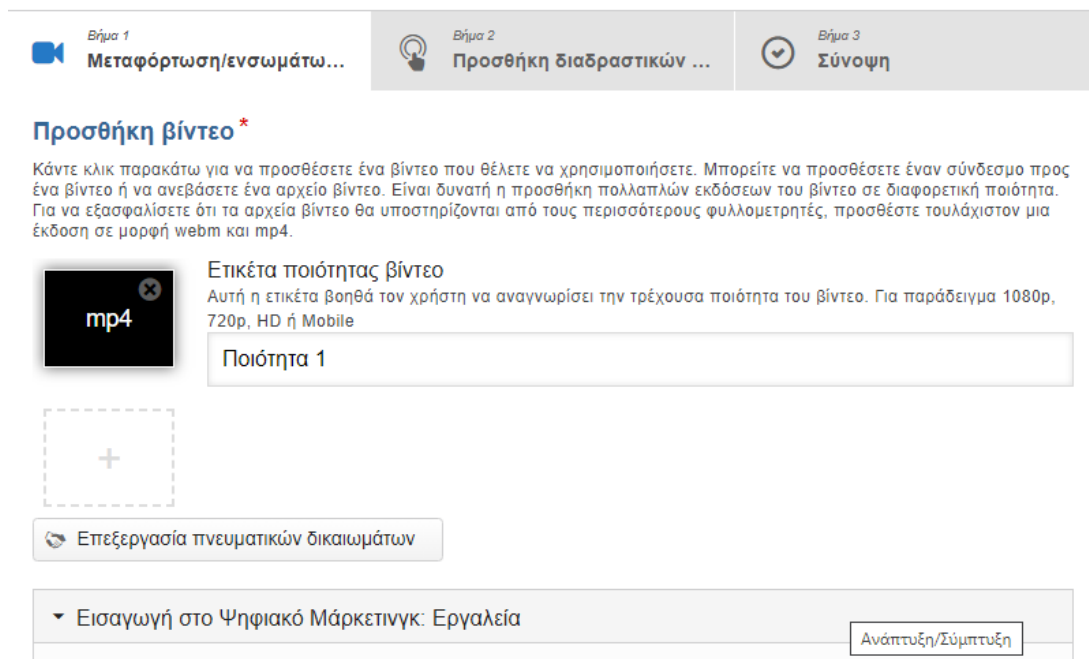 Βήμα 1
Μεταφόρτωση/ενσωμάτω...
Βήμα 2
Προσθήκη διαδραστικών ...
Βήμα 3
Σύνοψη
Προσθήκη βίντεο *
Κάντε κλικ παρακάτω για να προσθέσετε ένα βίντεο που θέλετε να χρησιμοποιήσετε. Μπορείτε να προσθέσετε έναν σύνδεσμο προς
ένα βίντεο ή να ανεβάσετε ένα αρχείο βίντεο. Είναι δυνατή η προσθήκη πολλαπλών εκδόσεων του βίντεο σε διαφορετική ποιότητα.
Για να εξασφαλίσετε ότι τα αρχεία βίντεο θα υποστηρίζονται από τους περισσότερους φυλλομετρητές, προσθέστε τουλάχιστον μια
έκδοση σε μορφή webm και mp4.
mp4
Ετικέτα ποιότητας βίντεο
Αυτή η ετικέτα βοηθά τον χρήστη να αναγνωρίσει την τρέχουσα ποιότητα του βίντεο. Για παράδειγμα 1080p,
720p, HD ή Mobile
Ποιότητα 1
+
Επεξεργασία πνευματικών δικαιωμάτων
Εισαγωγή στο Ψηφιακό Μάρκετινγκ: Εργαλεία
Ανάπτυξη/Σύμπτυξη